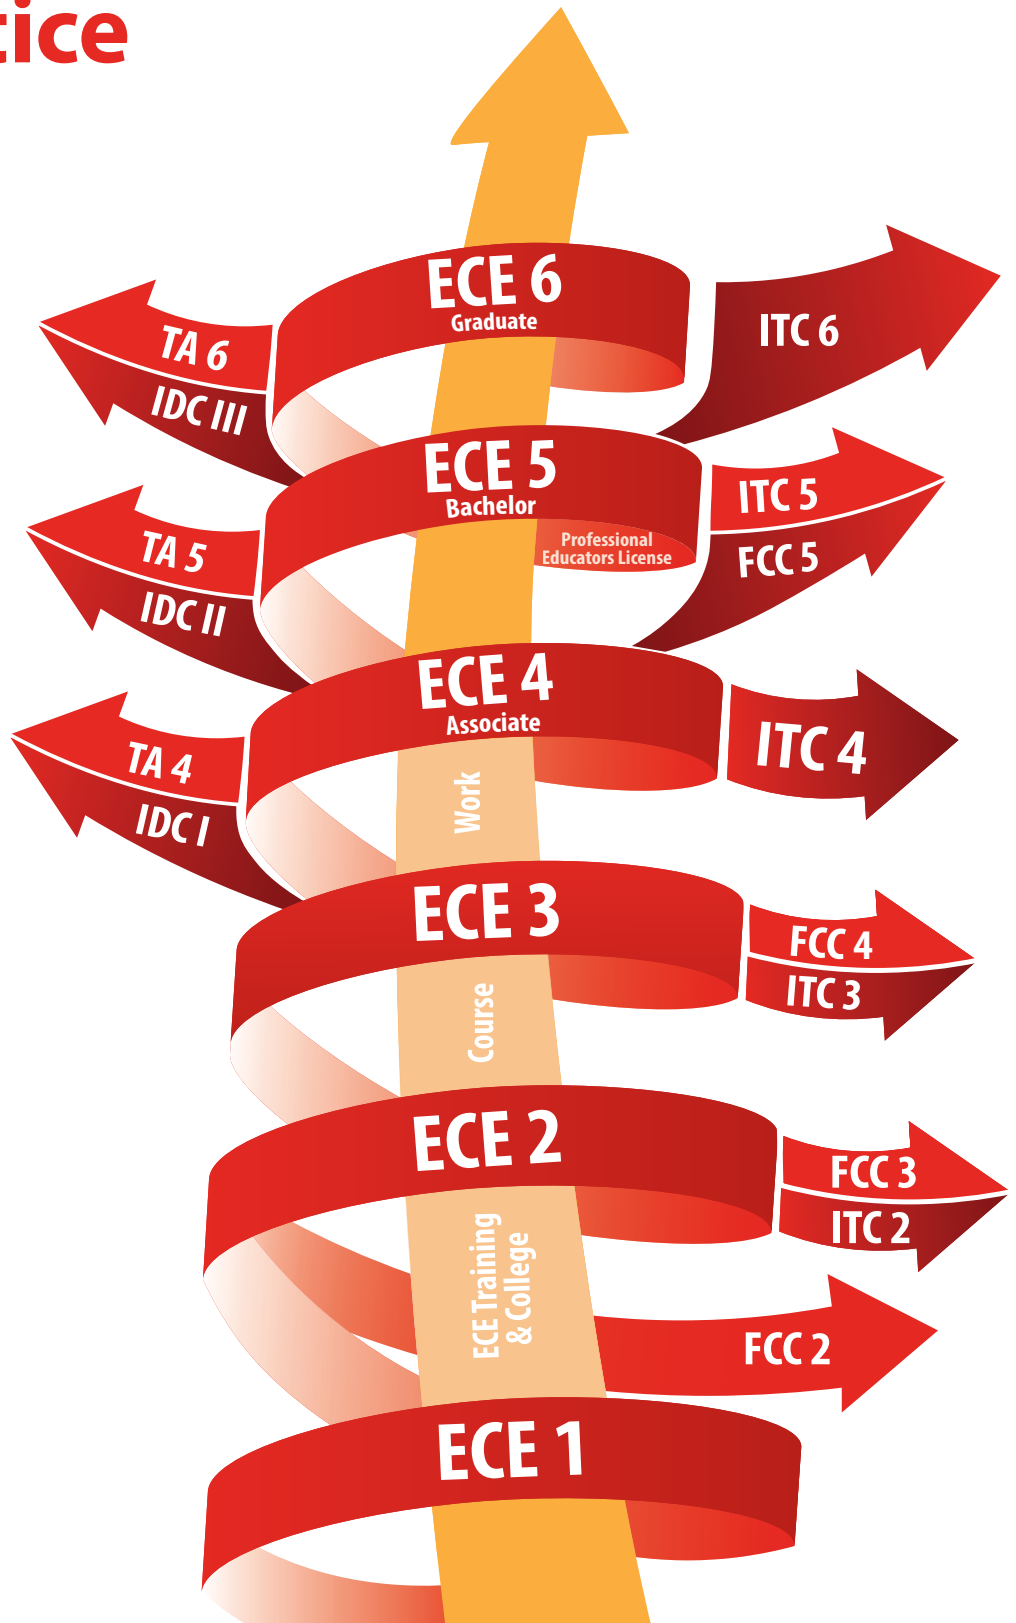 tice
ECE 6
Graduate
TA 6
IDC III
ITC 6
ECE 5
Bachelor
Professional
Educators License
TA 5
IDC II
ITC 5
FCC 5
ECE 4
Associate
TA 4
IDC I
ITC 4
Work
ECE 3
FCC 4
ITC 3
Course
ECE 2
FCC 3
ITC 2
ECE Training
& College
FCC 2
ECE 1